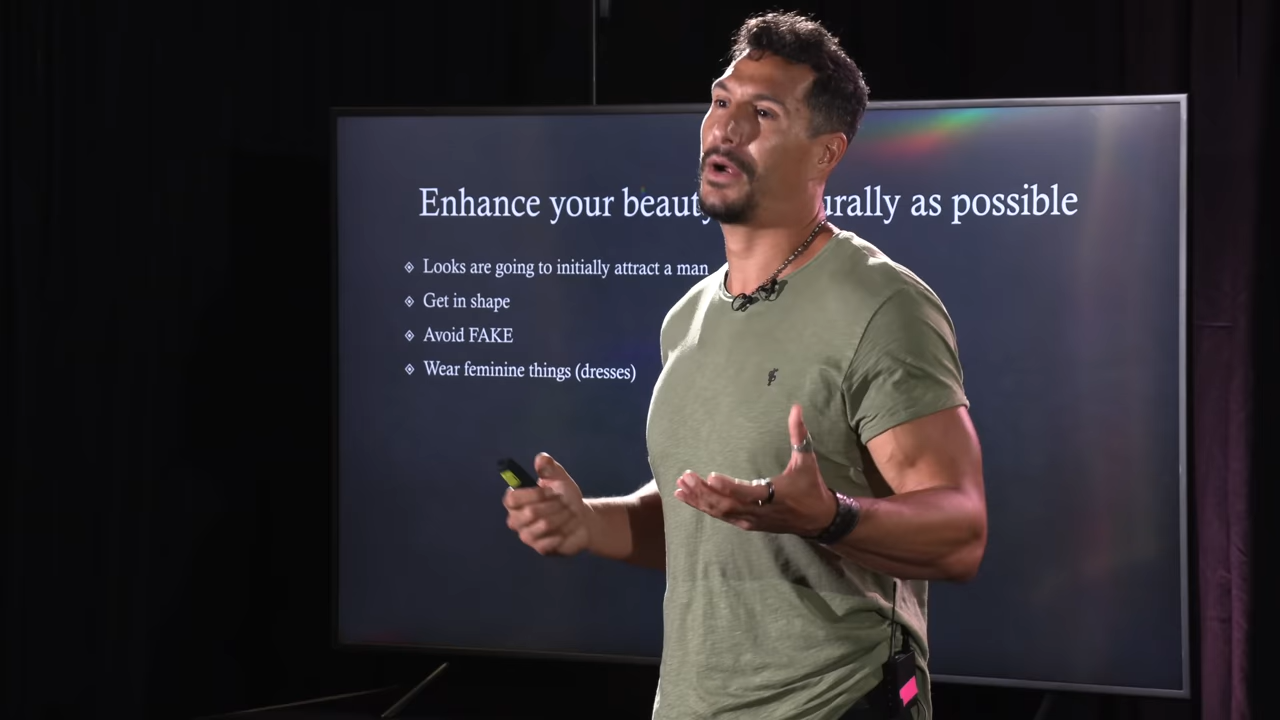 Enhance your beauty urally as possible
Looks are going to initially attract a man
Get in shape
Avoid FAKE
Wear feminine things (dresses)